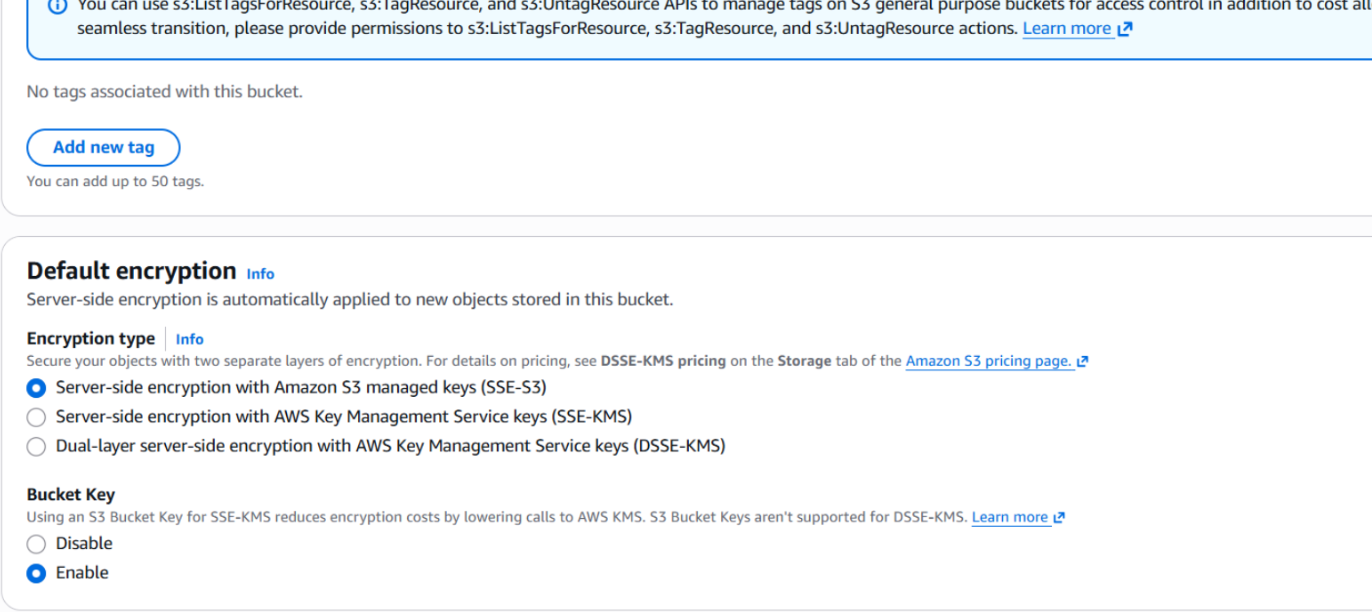 You can use s3:ListTagsForResource, s3:TagResource, and s3:UntagResource APIs to manage tags on S3 general purpose buckets for access control in addition to cost
seamless transition, please provide permissions to s3:ListTagsForResource, s3:TagResource, and s3:UntagResource actions. Learn more
No tags associated with this bucket.
Add new tag
You can add up to 50 tags.
Default encryption Info
Server-side encryption is automatically applied to new objects stored in this bucket.
Encryption type Info
Secure your objects with two separate layers of encryption. For details on pricing, see DSSE-KMS pricing on the Storage tab of the Amazon S3 pricing page.
Server-side encryption with Amazon S3 managed keys (SSE-S3)
Server-side encryption with AWS Key Management Service keys (SSE-KMS)
Dual-layer server-side encryption with AWS Key Management Service keys (DSSE-KMS)
Bucket Key
Using an S3 Bucket Key for SSE-KMS reduces encryption costs by lowering calls to AWS KMS. S3 Bucket Keys aren't supported for DSSE-KMS. Learn more
Disable
Enable